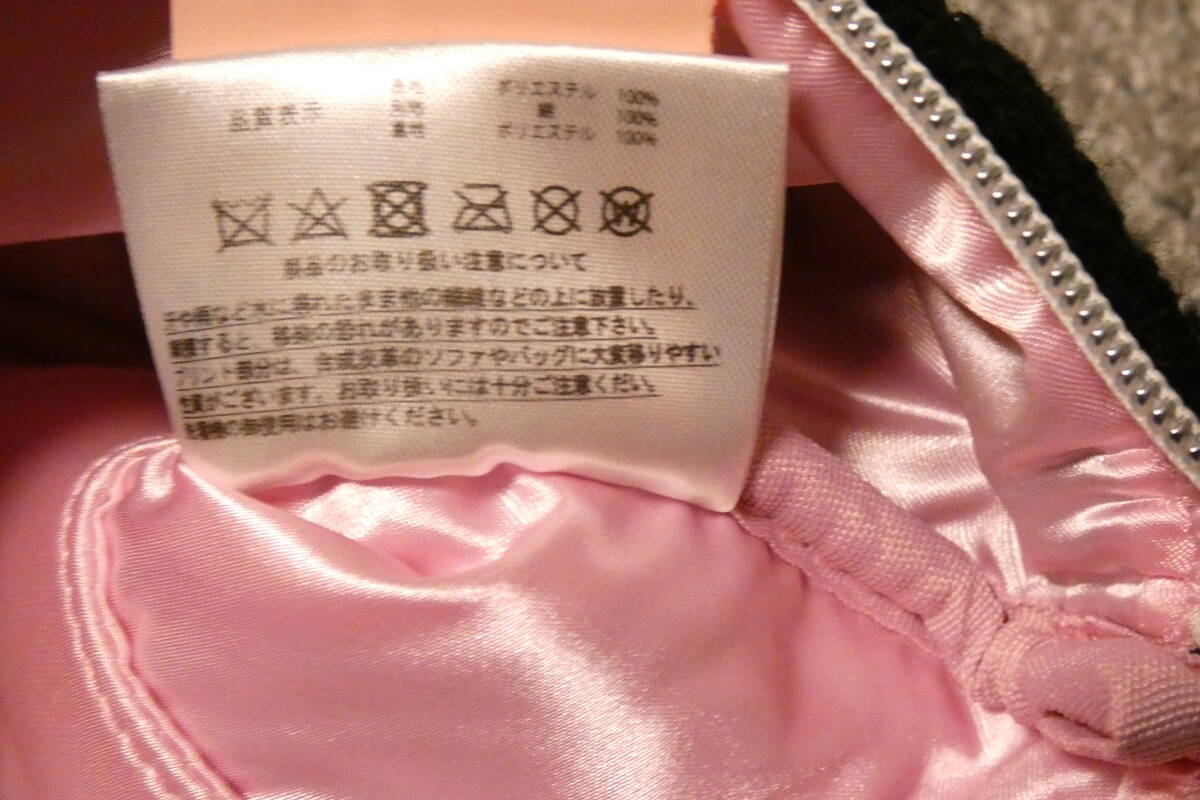 品質表示
表地 ポリエステル 100%
別地 綿 100%
裏地 ポリエステル 100%
W
商品のお取り扱い注意について
汗や雨など水に濡れたまま他の繊維などの上に放置したり、
摩擦すると 移染の恐れがありますのでご注意下さい。
プリント部分は、合成皮革のソファやバッグに大変移りやすい
性質がございます。お取り扱いには十分ご注意くだい。
乾燥機の御使用はお避けください。